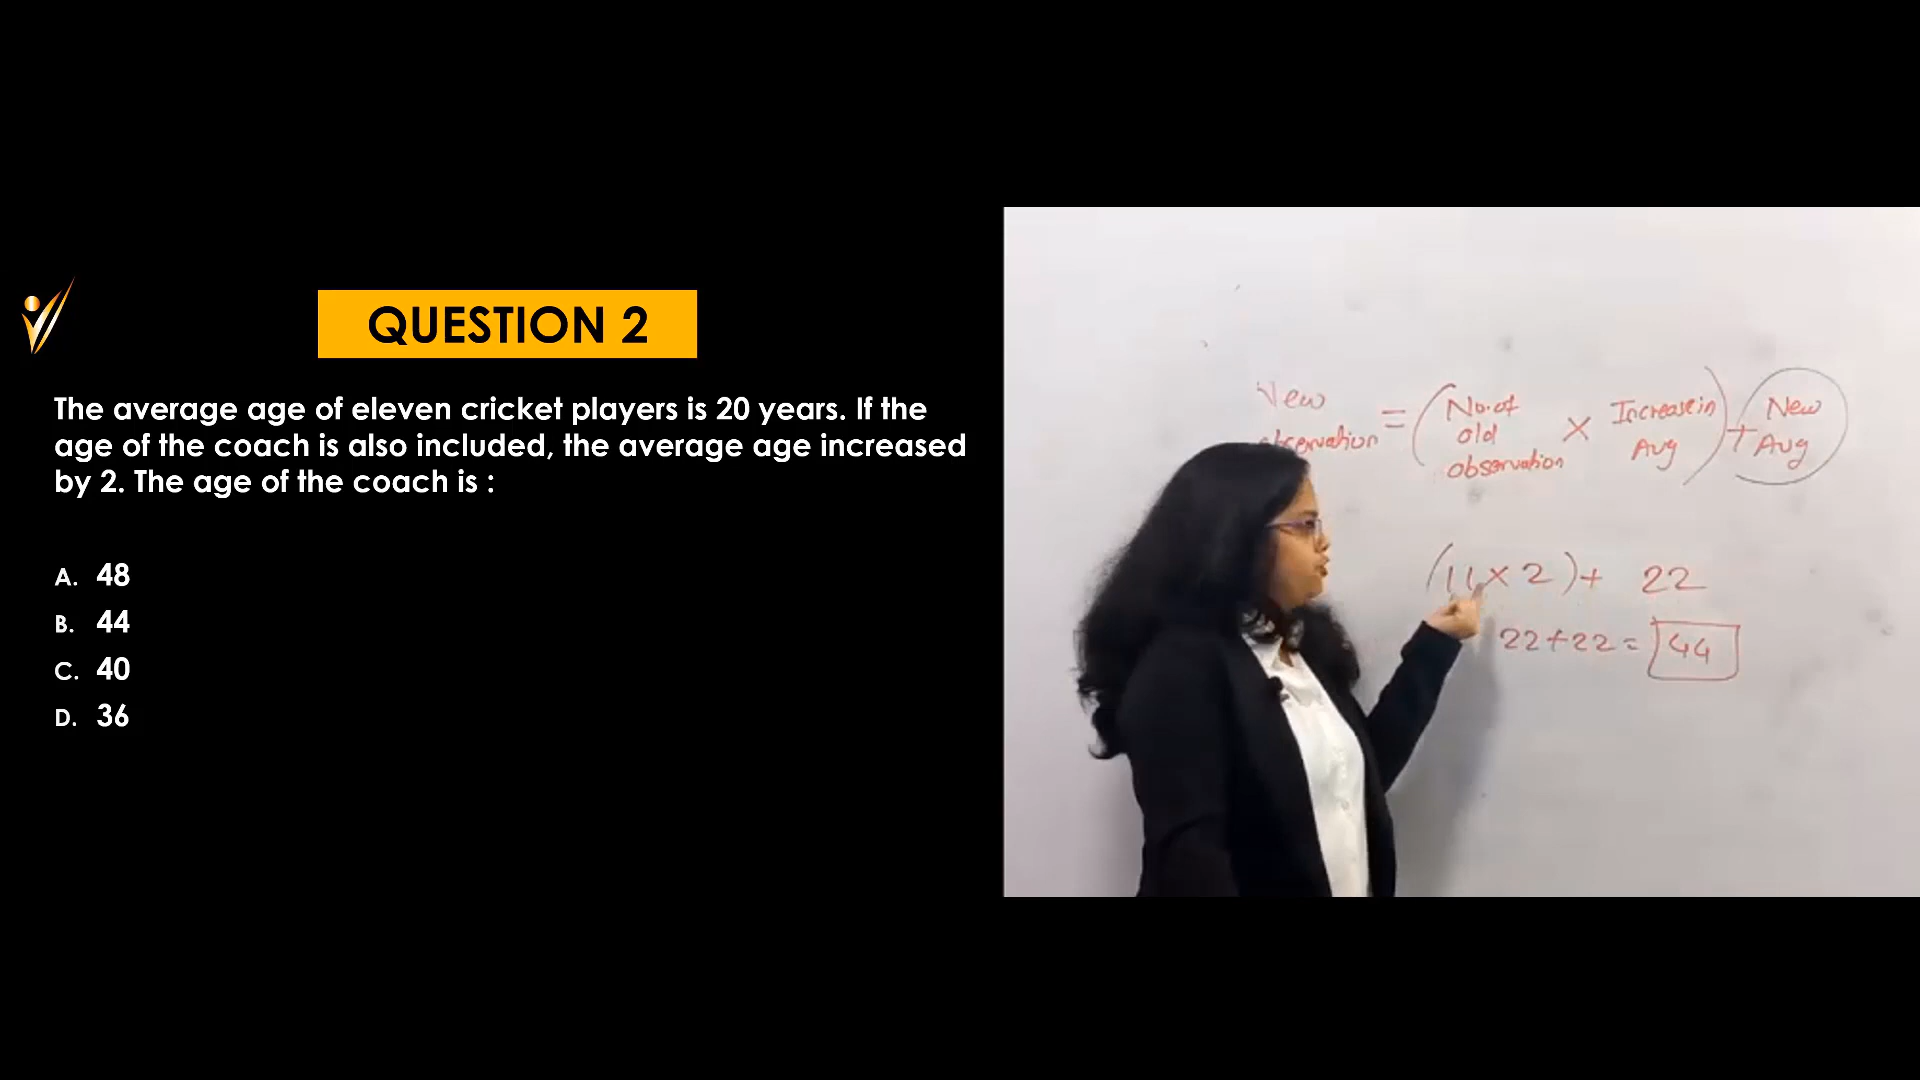 QUESTION 2
The average age of eleven cricket players is 20 years. If the
age of the coach is also included, the average age increased
by 2. The age of the coach is :
A. 48
B. 44
C. 40
D. 36
New observation = (No.of old observation × Increase in Avg) + New Avg
(11 × 2) + 22
22+22 = 44